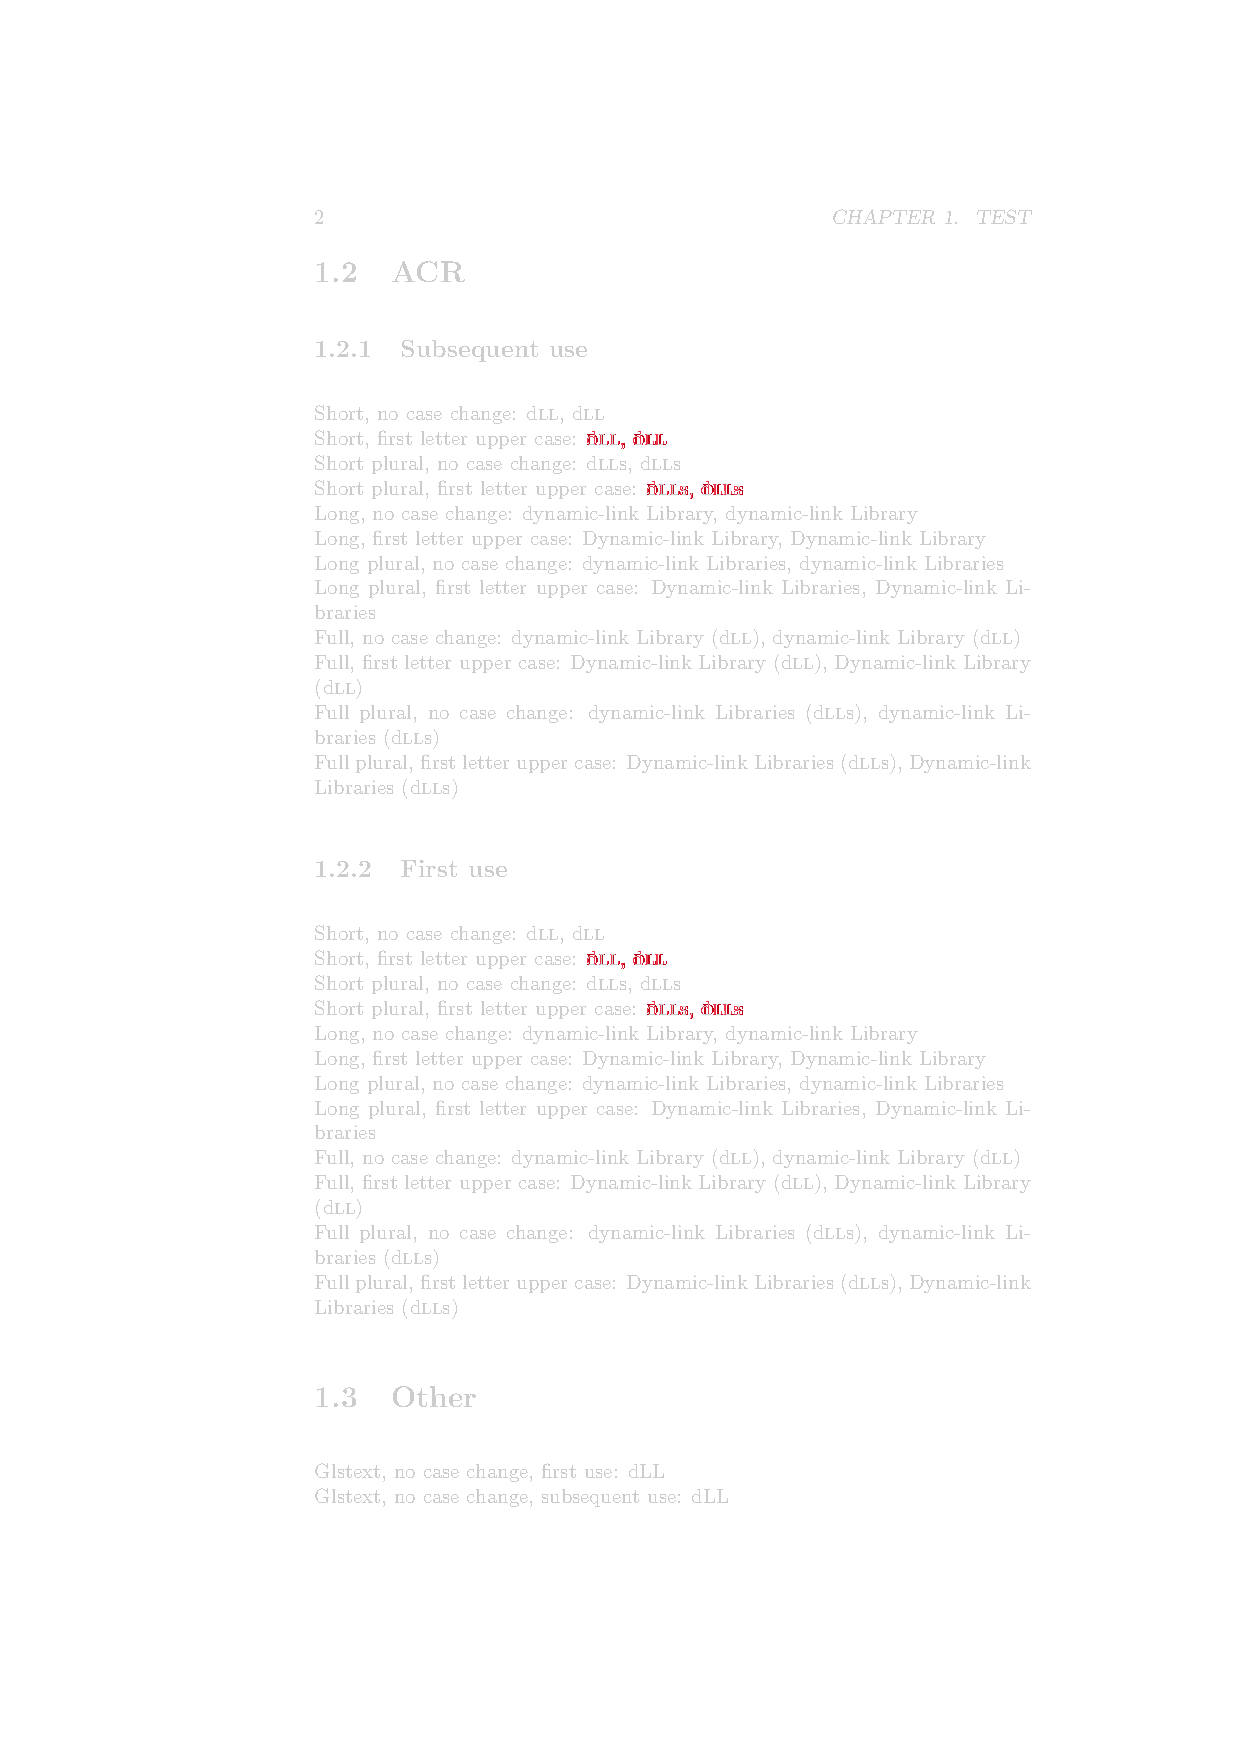 2 CHAPTER 1. TEST
1.2 ACR
1.2.1 Subsequent use
Short, no case change: dLL, dLL
Short, first letter upper case:
Short plural, no case change: dLLs, dLLs
Short plural, first letter upper case:
Long, no case change: dynamic-link Library, dynamic-link Library
Long, first letter upper case: Dynamic-link Library, Dynamic-link Library
Long plural, no case change: dynamic-link Libraries, dynamic-link Libraries
Long plural, first letter upper case: Dynamic-link Libraries, Dynamic-link Li-
braries
Full, no case change: dynamic-link Library (dLL), dynamic-link Library (dLL)
Full, first letter upper case: Dynamic-link Library (dLL), Dynamic-link Library
(dLL)
Full plural, no case change: dynamic-link Libraries (dLLs), dynamic-link Li-
braries (dLLs)
Full plural, first letter upper case: Dynamic-link Libraries (dLLs), Dynamic-link
Libraries (dLLs)
1.2.2 First use
Short, no case change: dLL, dLL
Short, first letter upper case:
Short plural, no case change: dLLs, dLLs
Short plural, first letter upper case:
Long, no case change: dynamic-link Library, dynamic-link Library
Long, first letter upper case: Dynamic-link Library, Dynamic-link Library
Long plural, no case change: dynamic-link Libraries, dynamic-link Libraries
Long plural, first letter upper case: Dynamic-link Libraries, Dynamic-link Li-
braries
Full, no case change: dynamic-link Library (dLL), dynamic-link Library (dLL)
Full, first letter upper case: Dynamic-link Library (dLL), Dynamic-link Library
(dLL)
Full plural, no case change: dynamic-link Libraries (dLLs), dynamic-link Li-
braries (dLLs)
Full plural, first letter upper case: Dynamic-link Libraries (dLLs), Dynamic-link
Libraries (dLLs)
1.3 Other
Glstext, no case change, first use: dLL
Glstext, no case change, subsequent use: dLL